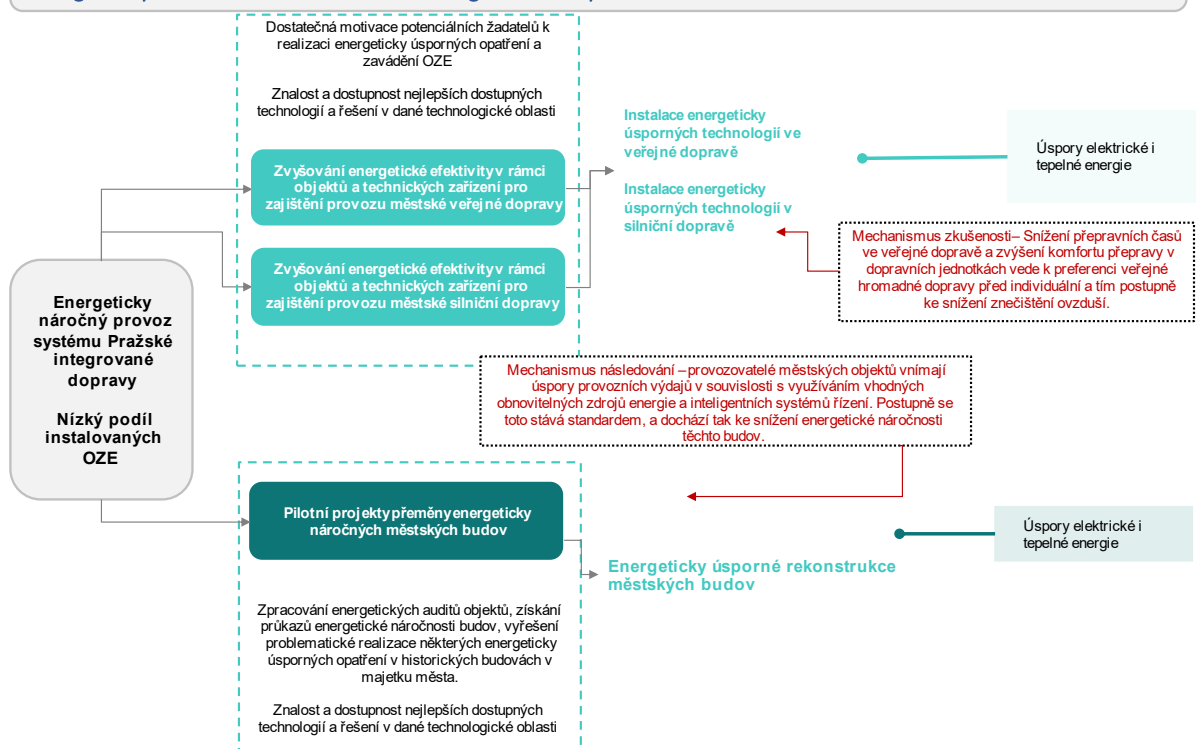 Dostatečná motivace potenciálních žadatelů k
realizaci energeticky úsporných opatření a
zavádění OZE
Znalost a dostupnost nejlepších dostupných
technologií a řešení v dané technologické oblasti
Zvyšování energetické efektivity v rámci
objektů a technických zařízení pro
zajištění provozu městské veřejné dopravy
Zvyšování energetické efektivity v rámci
objektů a technických zařízení pro
zajištění provozu městské silniční dopravy
Instalace energeticky
úsporných technologií ve
veřejné dopravě
Instalace energeticky
úsporných technologií v
silniční dopravě
Úspory elektrické i
tepelné energie
Mechanismus zkušenosti– Snížení přepravních časů
ve veřejné dopravě a zvýšení komfortu přepravy v
dopravních jednotkách vede k preferenci veřejné
hromadné dopravy před individuální a tím postupně
ke snížení znečištění ovzduší.
Energeticky
náročný provoz
systému Pražské
integrované
dopravy
Nízký podíl
instalovaných
OZE
Mechanismus následování –provozovatelé městských objektů vnímají
úspory provozních výdajů v souvislosti s využíváním vhodných
obnovitelných zdrojů energie a inteligentních systémů řízení. Postupně se
toto stává standardem, a dochází tak ke snížení energetické náročnosti
těchto budov.
Pilotní projekty přeměny energeticky
náročných městských budov
Energeticky úsporné rekonstrukce
městských budov
Úspory elektrické i
tepelné energie
Zpracování energetických auditů objektů, získání
průkazů energetické náročnosti budov, vyřešení
problematické realizace některých energeticky
úsporných opatření v historických budovách v
majetku města.
Znalost a dostupnost nejlepších dostupných
technologií a řešení v dané technologické oblasti